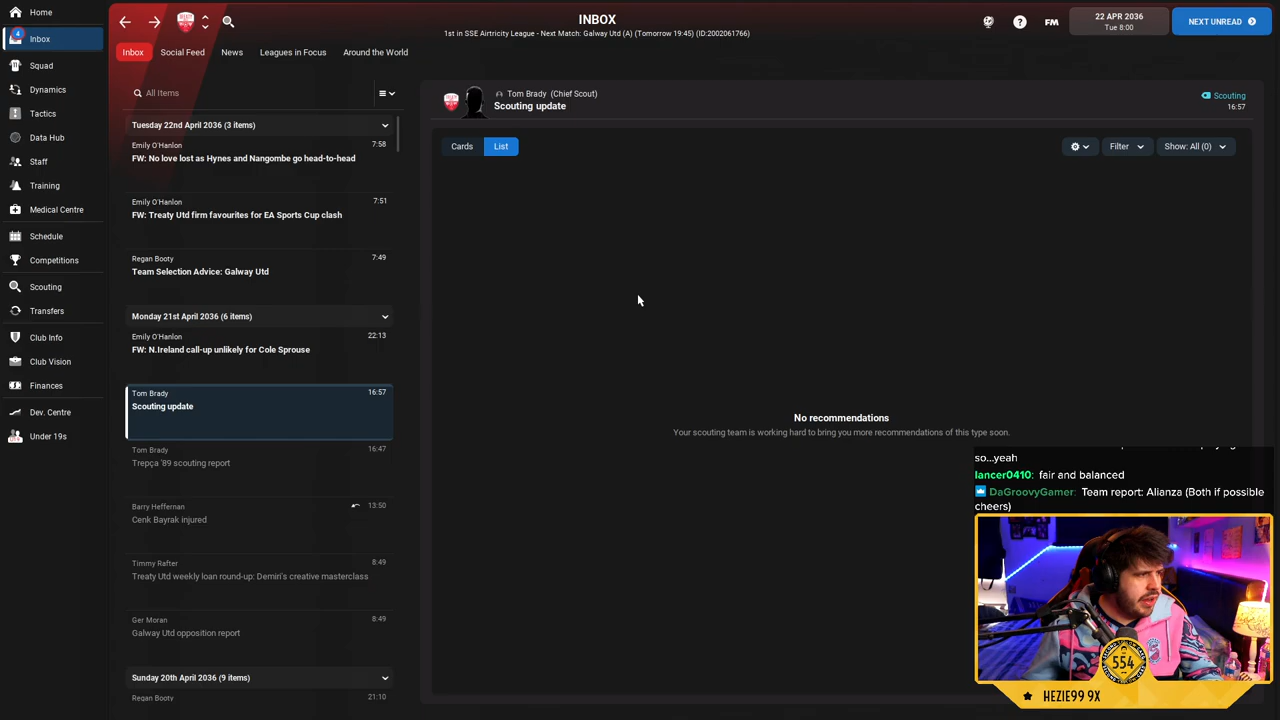 Home
INBOX
1st in SSE Airtricity League - Next Match: Galway Utd (A) (Tomorrow 19:45) (ID:2002061766)
FM
22 APR 2036
Tue 8:00
NEXT UNREAD
4
Inbox
Squad
Dynamics
Tactics
Data Hub
Staff
Training
Medical Centre
Schedule
Competitions
Scouting
Transfers
Club Info
Club Vision
Finances
Dev. Centre
Under 19s
Inbox
Social Feed
News
Leagues in Focus
Around the World
All Items
Tuesday 22nd April 2036 (3 items)
Emily O'Hanlon
7:58
FW: No love lost as Hynes and Nangombe go head-to-head
Emily O'Hanlon
7:51
FW: Treaty Utd firm favourites for EA Sports Cup clash
Regan Booty
7:49
Team Selection Advice: Galway Utd
Monday 21st April 2036 (6 items)
Emily O'Hanlon
22:13
FW: N.Ireland call-up unlikely for Cole Sprouse
Tom Brady
16:57
Scouting update
Tom Brady
16:47
Trepça '89 scouting report
Barry Heffernan
13:50
Cenk Bayrak injured
Timmy Rafter
8:49
Treaty Utd weekly loan round-up: Demiri's creative masterclass
Ger Moran
8:49
Galway Utd opposition report
Sunday 20th April 2036 (9 items)
Regan Booty
21:10
Tom Brady (Chief Scout)
Scouting update
Scouting
16:57
Cards
List
Filter
Show: All (0)
No recommendations
Your scouting team is working hard to bring you more recommendations of this type soon.
so...yeah
lancer0410: fair and balanced
DaGroovyGamer: Team report: Alianza (Both if possible
cheers)
554
HEZIE99 9X